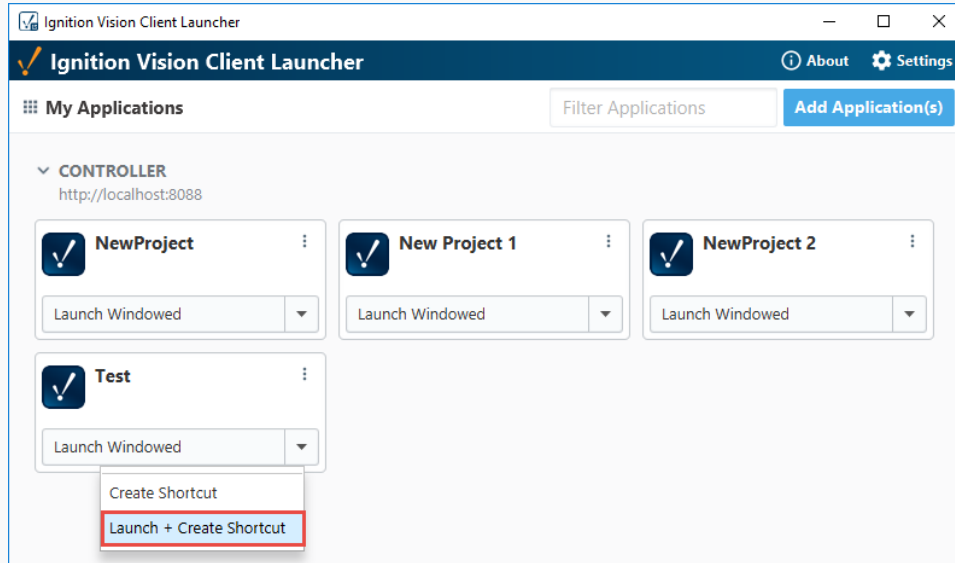 Ignition Vision Client Launcher
Ignition Vision Client Launcher
About Settings
My Applications
Filter Applications
Add Application(s)
CONTROLLER
http://localhost:8088
NewProject
New Project 1
NewProject 2
Launch Windowed
Launch Windowed
Launch Windowed
Test
Launch Windowed
Create Shortcut
Launch + Create Shortcut